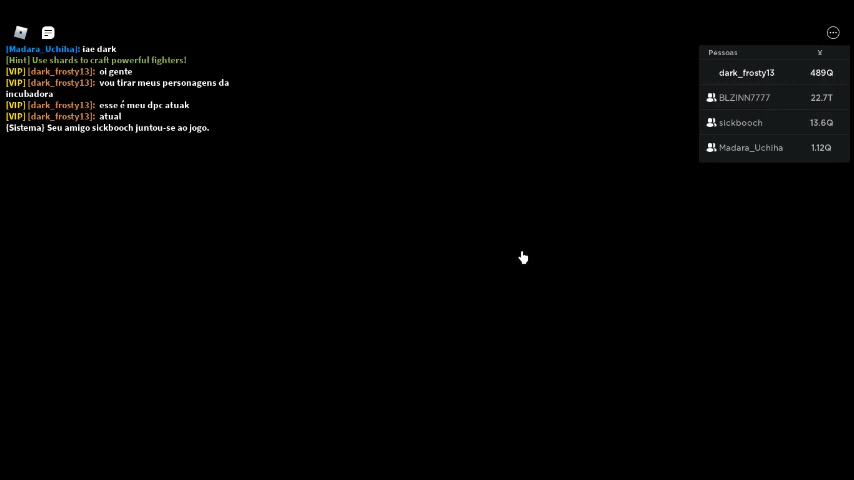 [Madara_Uchiha]: iae dark
[Hint] Use shards to craft powerful fighters!
[VIP] [dark_frosty13]: oi gente
[VIP] [dark_frosty13]: vou tirar meus personagens da
incubadora
[VIP] [dark_frosty13]: esse é meu dpc atuak
[VIP] [dark_frosty13]: atual
{Sistema} Seu amigo sickbooch juntou-se ao jogo.
Pessoas ¥
dark_frosty13 489Q
BLZINN7777 22.7T
sickbooch 13.6Q
Madara_Uchiha 1.12Q